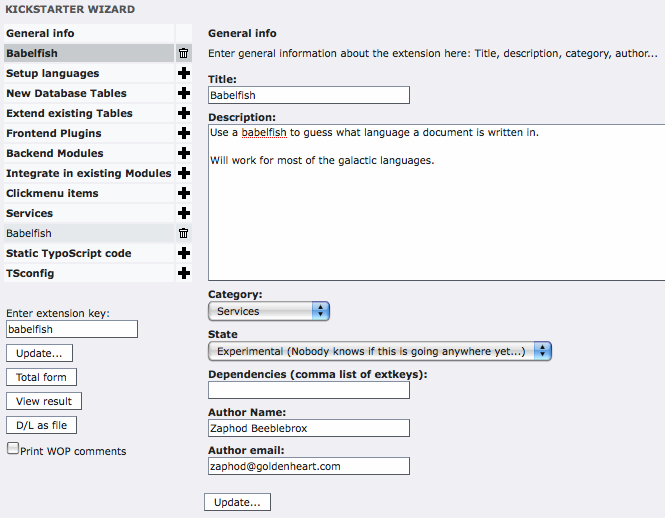 KICKSTARTER WIZARD
General info
Babelfish
Setup languages
New Database Tables
Extend existing Tables
Frontend Plugins
Backend Modules
Integrate in existing Modules
Clickmenu items
Services
Babelfish
Static TypoScript code
TSconfig
Enter extension key:
babelfish
Update...
Total form
View result
D/L as file
Print WOP comments
General info
Enter general information about the extension here: Title, description, category, author...
Title:
Babelfish
Description:
Use a babelfish to guess what language a document is written in.
Will work for most of the galactic languages.
Category:
Services
State
Experimental (Nobody knows if this is going anywhere yet...)
Dependencies (comma list of extkeys):
Author Name:
Zaphod Beeblebrox
Author email:
zaphod@goldenheart.com
Update...